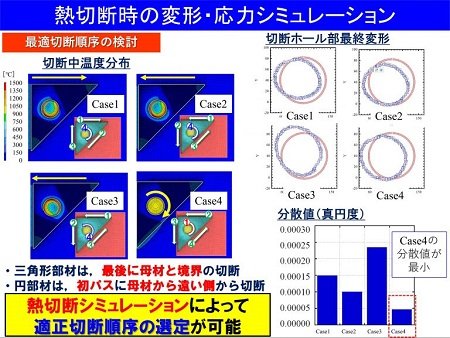 熱切断時の変形・応力シミュレーション
最適切断順序の検討
切断中温度分布
[℃]
1500
1350
1200
1050
900
750
600
450
300
150
0
Case1
Case2
Case3
Case4
・三角形部材は，最後に母材と境界の切断
・円部材は，初パスに母材から遠い側から切断
熱切断シミュレーションによって
適正切断順序の選定が可能
切断ホール部最終変形
Case1
Case2
Case3
Case4
分散値（真円度）
0.00030
0.00025
0.00020
0.00015
0.00010
0.00005
0.00000
Case1 Case2 Case3 Case4
Case4の
分散値が
最小